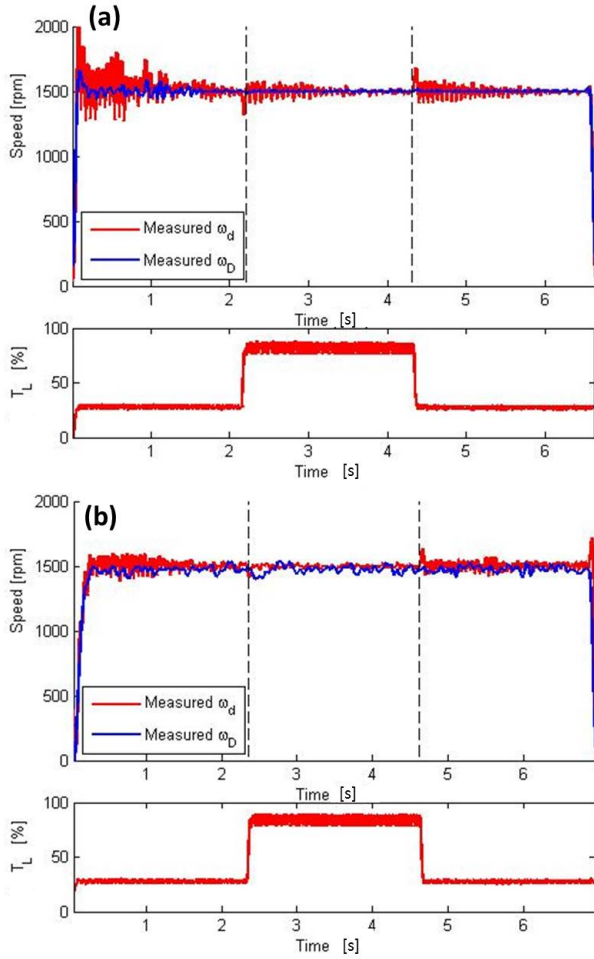 (a)
2000
1500
1000
500
0
Speed [rpm]
Measured ω_d
Measured ω_D
1 2 3 4 5 6
Time [s]
100
50
0
T_L [%]
1 2 3 4 5 6
Time [s]
(b)
2000
1500
1000
500
0
Speed [rpm]
Measured ω_d
Measured ω_D
1 2 3 4 5 6
Time [s]
100
50
0
T_L [%]
1 2 3 4 5 6
Time [s]